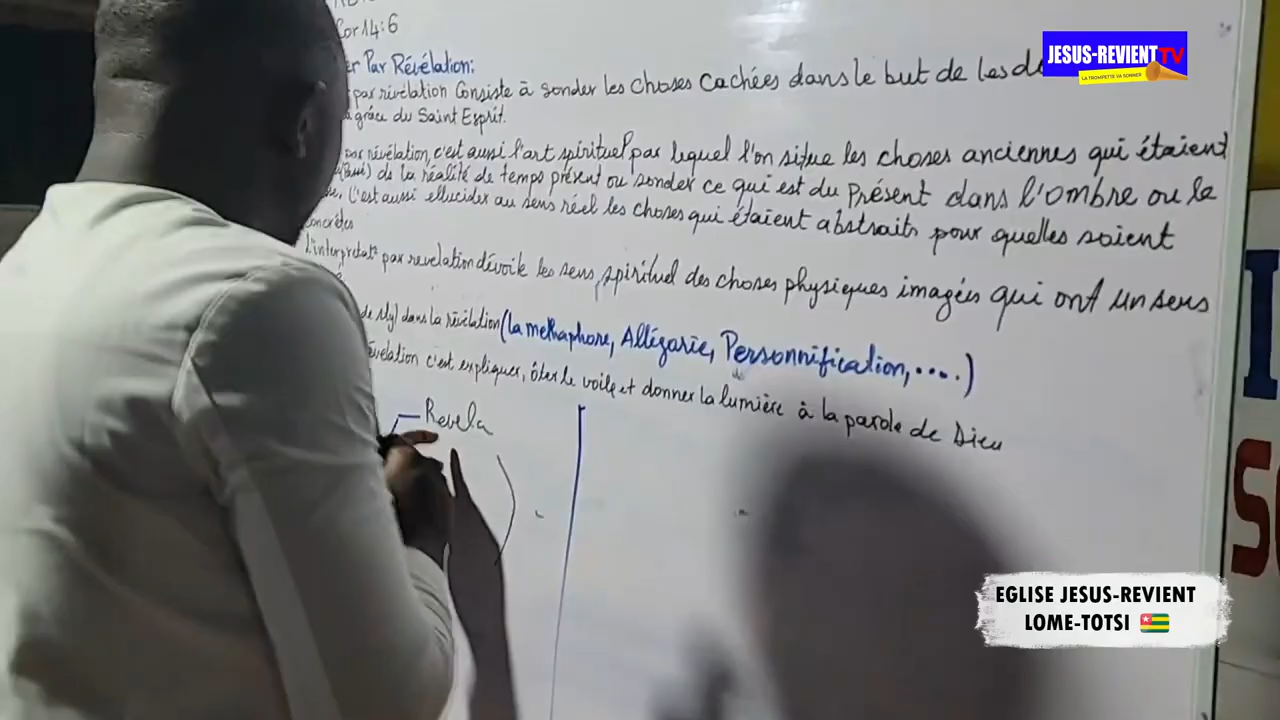 Cor 14:6
er Par Révélation:
par révélation Consiste à sonder les choses Cachées dans le but de les
grâce du Saint Esprit.
par révélation, c'est aussi l'art spirituel par lequel l'on situe les choses anciennes qui étaient
de la réalité de temps présent ou sonder ce qui est du Présent dans l'ombre ou le
C'est aussi ellucider au sens réel les choses qui étaient abstraits pour quelles soient
concrètes
L'interpretat° par revelation dévoile les sens spirituel des choses physiques imagées qui ont un sens
dans la révélation (la methaphore, Allégorie, Personnification, ....)
révélation c'est expliquer, ôter le voile et donner la lumière à la parole de Dieu
Revela
JESUS-REVIENT TV
LA TROMPETTE VA SONNER
EGLISE JESUS-REVIENT
LOME-TOTSI